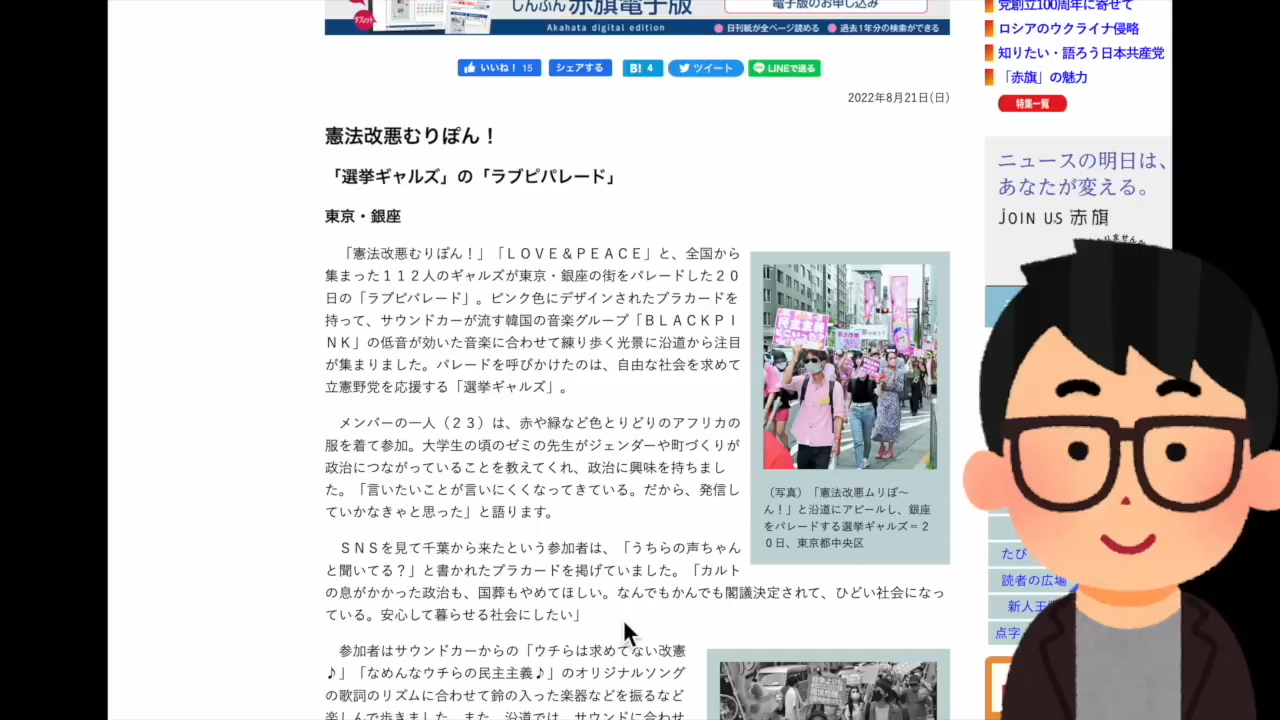 しんぶん赤旗電子版
電子版のお申し込み
タブレット
Akahata digital edition
日刊紙が全ページ読める
過去1年分の検索ができる
いいね！ 15
シェアする
B! 4
ツイート
LINEで送る
2022年8月21日(日)
憲法改悪むりぽん！
「選挙ギャルズ」の「ラブピパレード」
東京・銀座
「憲法改悪むりぽん！」「ＬＯＶＥ＆ＰＥＡＣＥ」と、全国から
集まった１１２人のギャルズが東京・銀座の街をパレードした２０
日の「ラブピパレード」。ピンク色にデザインされたプラカードを
持って、サウンドカーが流す韓国の音楽グループ「ＢＬＡＣＫＰＩ
ＮＫ」の低音が効いた音楽に合わせて練り歩く光景に沿道から注目
が集まりました。パレードを呼びかけたのは、自由な社会を求めて
立憲野党を応援する「選挙ギャルズ」。
メンバーの一人（２３）は、赤や緑など色とりどりのアフリカの
服を着て参加。大学生の頃のゼミの先生がジェンダーや町づくりが
政治につながっていることを教えてくれ、政治に興味を持ちまし
た。「言いたいことが言いにくくなってきている。だから、発信し
ていかなきゃと思った」と語ります。
ＳＮＳを見て千葉から来たという参加者は、「うちらの声ちゃん
と聞いてる？」と書かれたプラカードを掲げていました。「カルト
の息がかかった政治も、国葬もやめてほしい。なんでもかんでも閣議決定されて、ひどい社会になっ
ている。安心して暮らせる社会にしたい」
参加者はサウンドカーからの「ウチらは求めてない改憲
♪」「なめんなウチらの民主主義♪」のオリジナルソング
の歌詞のリズムに合わせて鈴の入った楽器などを振るなど
楽しんで歩きました。また、沿道では、サウンドに合わせ
（写真）「憲法改悪ムリぽ～
ん！」と沿道にアピールし、銀座
をパレードする選挙ギャルズ＝２
０日、東京都中央区
党創立100周年に寄せて
ロシアのウクライナ侵略
知りたい・語ろう日本共産党
「赤旗」の魅力
特集一覧
ニュースの明日は、
あなたが変える。
JOIN US 赤旗
たび
読者の広場
新人王
点字